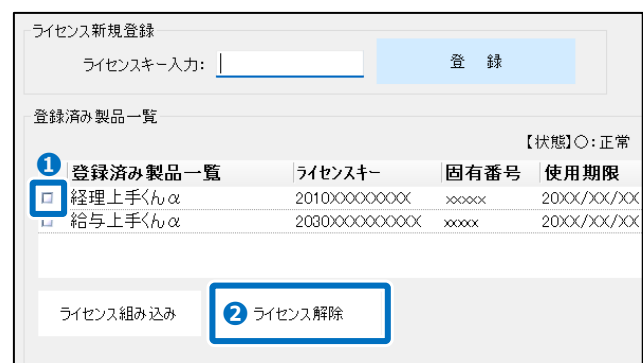 ライセンス新規登録
ライセンスキー入力: 登 録
登録済み製品一覧
【状態】○:正常
1
登録済み製品一覧 ライセンスキー 固有番号 使用期限
経理上手くんα 2010XXXXXXXX xxxxxx 20XX/XX/XX
給与上手くんα 2030XXXXXXXXX xxxxx 20XX/XX/XX
ライセンス組み込み 2 ライセンス解除